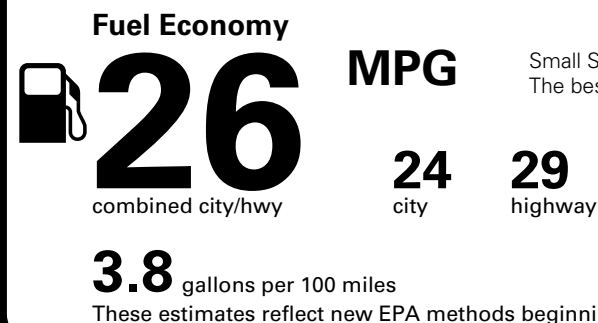 Fuel Economy
26 MPG
Small S
The bes
24 29
combined city/hwy city highway
3.8 gallons per 100 miles
These estimates reflect new EPA methods beginni